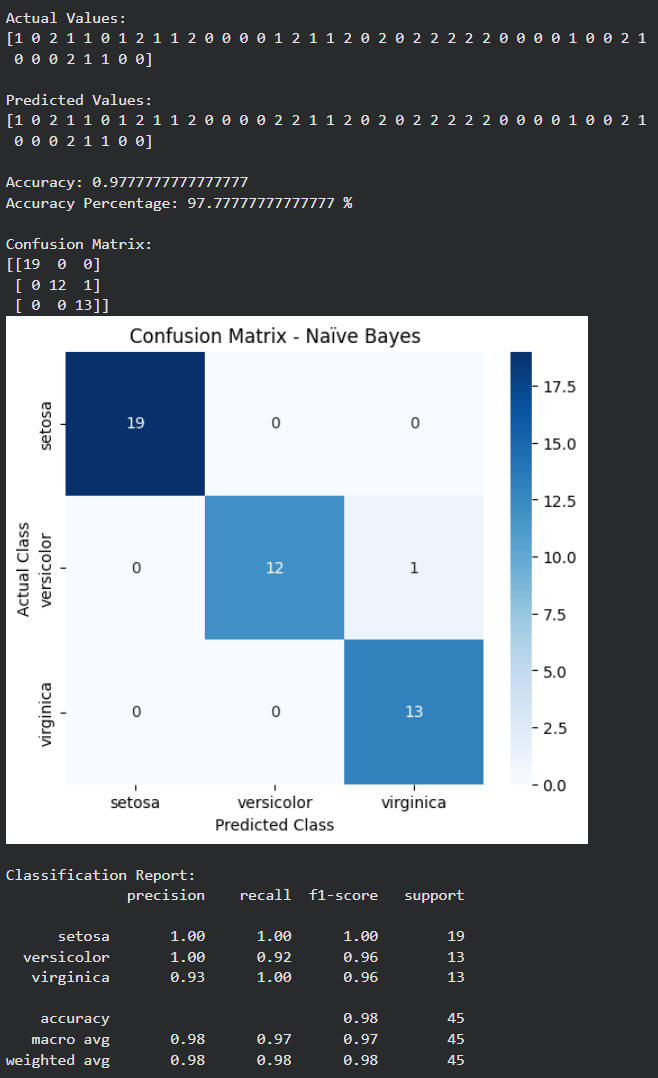 Actual Values:
[1 0 2 1 1 0 1 2 1 1 2 0 0 0 0 1 2 1 1 2 0 2 0 2 2 2 2 2 0 0 0 0 1 0 0 2 1
 0 0 0 2 1 1 0 0]
Predicted Values:
[1 0 2 1 1 0 1 2 1 1 2 0 0 0 0 2 2 1 1 2 0 2 0 2 2 2 2 2 0 0 0 0 1 0 0 2 1
 0 0 0 2 1 1 0 0]
Accuracy: 0.9777777777777777
Accuracy Percentage: 97.77777777777777 %
Confusion Matrix:
[[19  0  0]
 [ 0 12  1]
 [ 0  0 13]]
Confusion Matrix - Naïve Bayes
setosa
19 0 0
17.5
15.0
12.5
Actual Class
versicolor
0 12 1
10.0
7.5
5.0
virginica
0 0 13
2.5
0.0
setosa versicolor virginica
Predicted Class
Classification Report:
precision recall f1-score support
setosa 1.00 1.00 1.00 19
versicolor 1.00 0.92 0.96 13
virginica 0.93 1.00 0.96 13
accuracy 0.98 45
macro avg 0.98 0.97 0.97 45
weighted avg 0.98 0.98 0.98 45